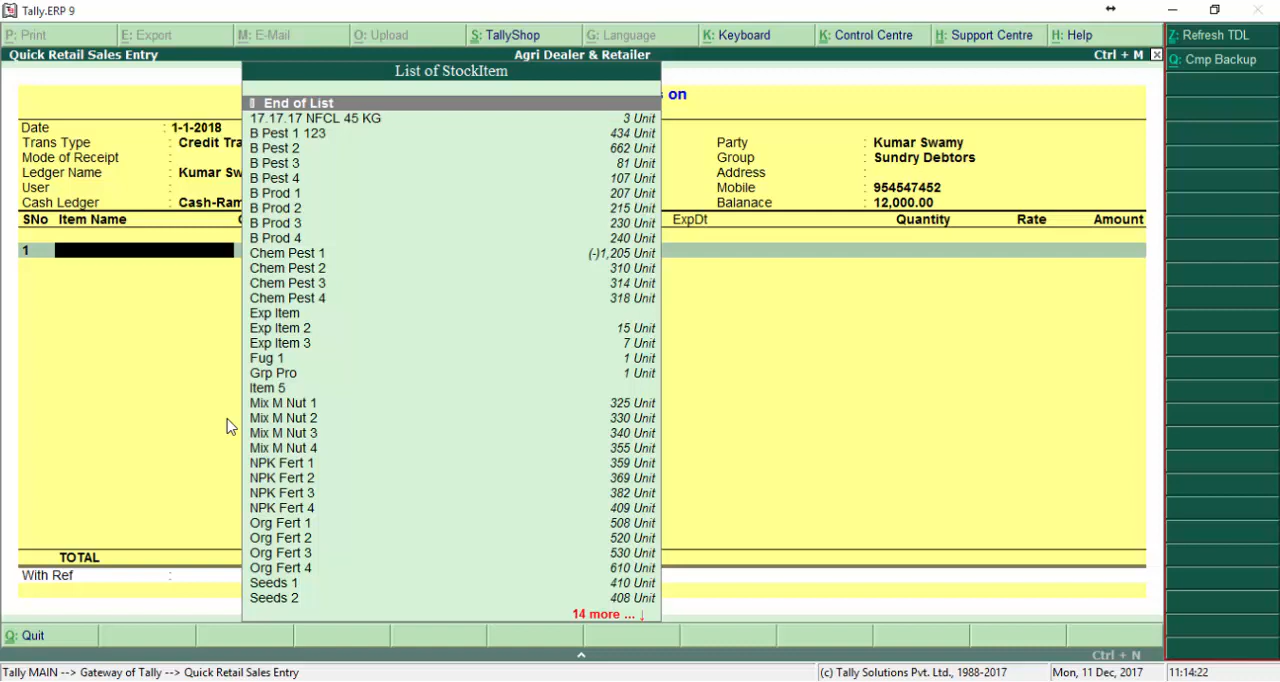 Tally.ERP 9
P: Print E: Export M: E-Mail O: Upload S: TallyShop G: Language K: Keyboard K: Control Centre H: Support Centre H: Help
Z: Refresh TDL
Q: Cmp Backup
Quick Retail Sales Entry Agri Dealer & Retailer Ctrl + M
List of StockItem
on
End of List
17.17.17 NFCL 45 KG 3 Unit
B Pest 1 123 434 Unit
B Pest 2 662 Unit
B Pest 3 81 Unit
B Pest 4 107 Unit
B Prod 1 207 Unit
B Prod 2 215 Unit
B Prod 3 230 Unit
B Prod 4 240 Unit
Chem Pest 1 (-)1,205 Unit
Chem Pest 2 310 Unit
Chem Pest 3 314 Unit
Chem Pest 4 318 Unit
Exp Item
Exp Item 2 15 Unit
Exp Item 3 7 Unit
Fug 1 1 Unit
Grp Pro 1 Unit
Item 5
Mix M Nut 1 325 Unit
Mix M Nut 2 330 Unit
Mix M Nut 3 340 Unit
Mix M Nut 4 355 Unit
NPK Fert 1 359 Unit
NPK Fert 2 369 Unit
NPK Fert 3 382 Unit
NPK Fert 4 409 Unit
Org Fert 1 508 Unit
Org Fert 2 520 Unit
Org Fert 3 530 Unit
Org Fert 4 610 Unit
Seeds 1 410 Unit
Seeds 2 408 Unit
14 more ... ↓
Date : 1-1-2018
Trans Type : Credit Tra
Mode of Receipt :
Ledger Name : Kumar Sw
User :
Cash Ledger : Cash-Ram
Party : Kumar Swamy
Group : Sundry Debtors
Address :
Mobile : 954547452
Balanace : 12,000.00
SNo Item Name ExpDt Quantity Rate Amount
1
TOTAL
With Ref :
Q: Quit
Ctrl + N
Tally MAIN --> Gateway of Tally --> Quick Retail Sales Entry (c) Tally Solutions Pvt. Ltd., 1988-2017 Mon, 11 Dec, 2017 11:14:22